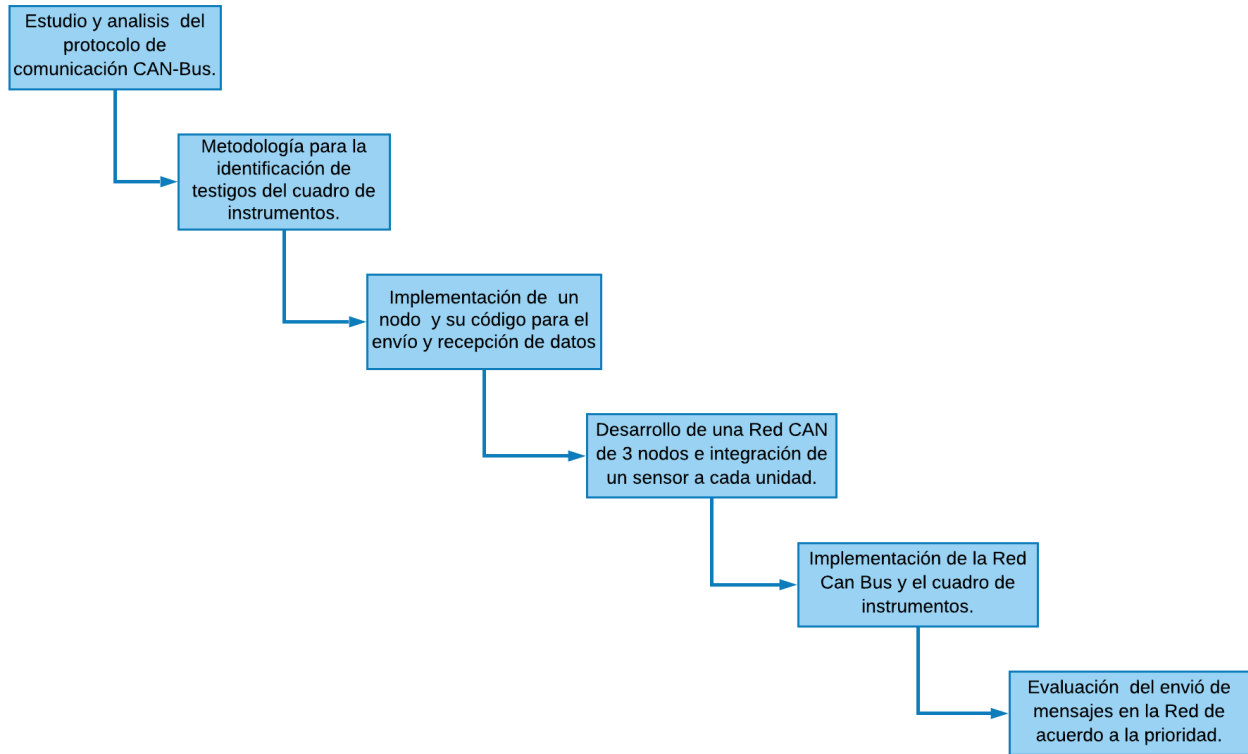 Estudio y analisis del
protocolo de
comunicación CAN-Bus.
Metodología para la
identificación de
testigos del cuadro de
instrumentos.
Implementación de un
nodo y su código para el
envío y recepción de datos
Desarrollo de una Red CAN
de 3 nodos e integración de
un sensor a cada unidad.
Implementación de la Red
Can Bus y el cuadro de
instrumentos.
Evaluación del envió de
mensajes en la Red de
acuerdo a la prioridad.